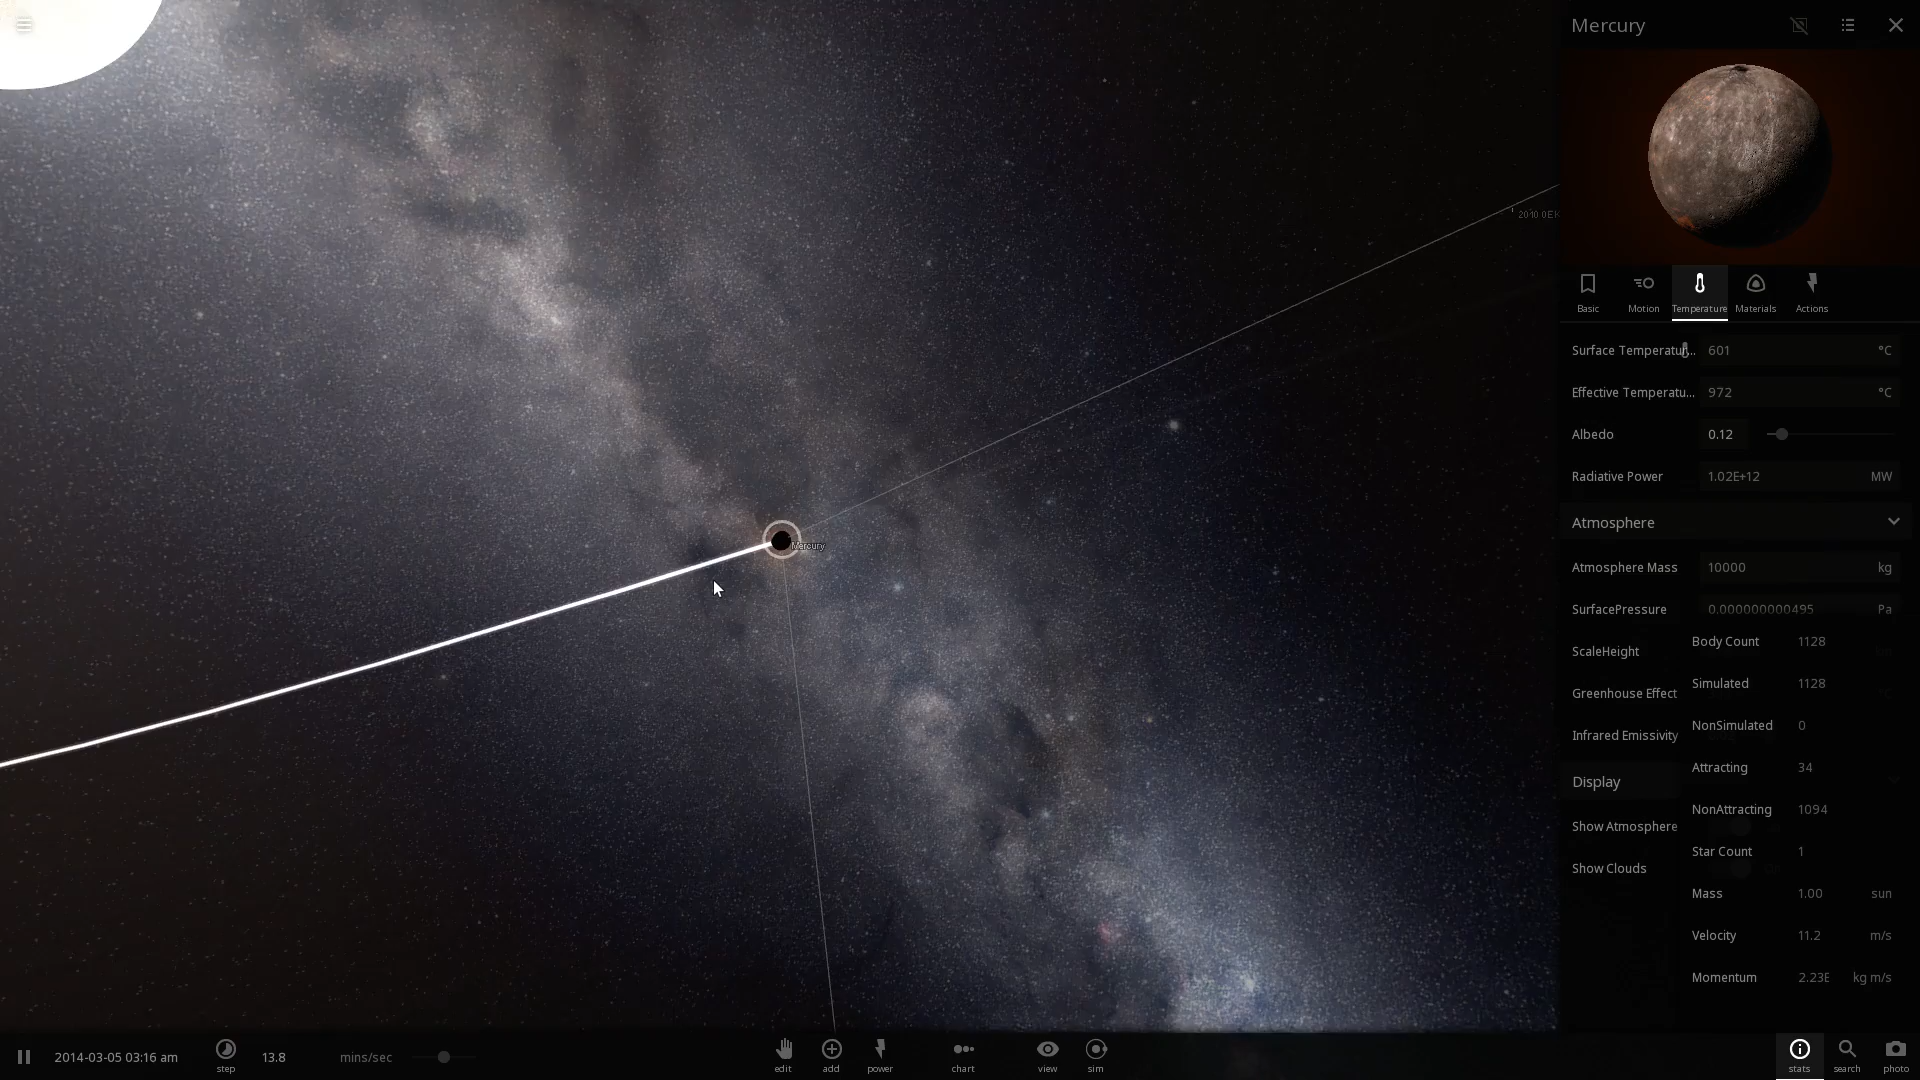 Mercury
2010 OEK
Basic
Motion
Temperature
Materials
Actions
Surface Temperatur... 601 °C
Effective Temperatu... 972 °C
Albedo 0.12
Radiative Power 1.02E+12 MW
Atmosphere
Atmosphere Mass 10000 kg
SurfacePressure 0.000000000495 Pa
ScaleHeight
Greenhouse Effect
Infrared Emissivity
Display
Show Atmosphere
Show Clouds
Body Count 1128
Simulated 1128
NonSimulated 0
Attracting 34
NonAttracting 1094
Star Count 1
Mass 1.00 sun
Velocity 11.2 m/s
Momentum 2.23E kg m/s
Mercury
2014-03-05 03:16 am
step
13.8
mins/sec
edit
add
power
chart
view
sim
stats
search
photo